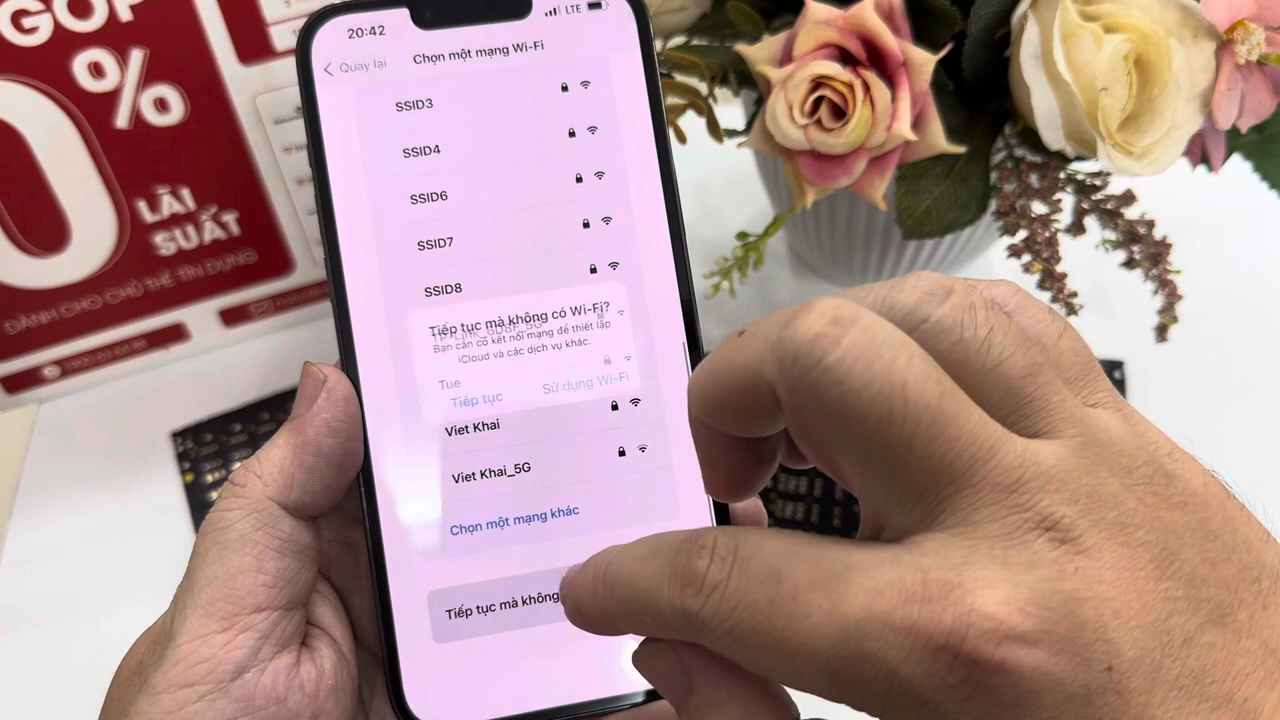 GÓP
0%
LÃI
SUẤT
DÀNH CHO CHỦ THẺ TÍN DỤNG
20:42
LTE
Quay lại
Chọn một mạng Wi-Fi
SSID3
SSID4
SSID6
SSID7
SSID8
Tiếp tục mà không có Wi-Fi?
Bạn cần có kết nối mạng để thiết lập
iCloud và các dịch vụ khác.
Tue
Tiếp tục
Sử dụng Wi-Fi
Viet Khai
Viet Khai_5G
Chọn một mạng khác
Tiếp tục mà không